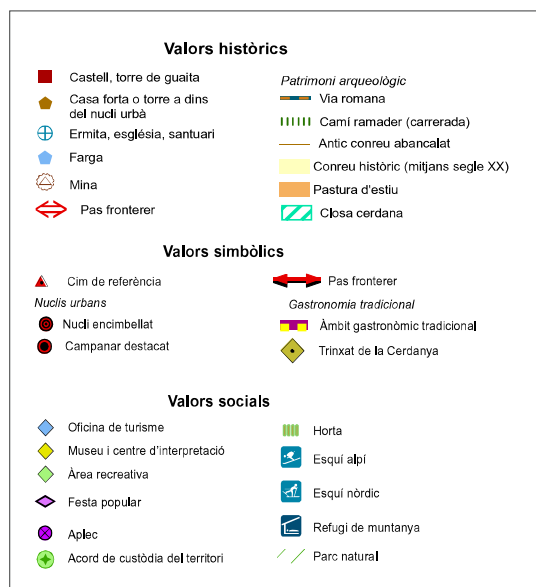 Valors històrics
Castell, torre de guaita
Casa forta o torre a dins
del nucli urbà
Ermita, església, santuari
Farga
Mina
Pas fronterer
Patrimoni arqueològic
Via romana
Camí ramader (carrerada)
Antic conreu abancalat
Conreu històric (mitjans segle XX)
Pastura d'estiu
Closa cerdana
Valors simbòlics
Cim de referència
Nuclis urbans
Nucli encimbellat
Campanar destacat
Pas fronterer
Gastronomia tradicional
Àmbit gastronòmic tradicional
Trinxat de la Cerdanya
Valors socials
Oficina de turisme
Museu i centre d'interpretació
Àrea recreativa
Festa popular
Aplec
Acord de custòdia del territori
Horta
Esquí alpí
Esquí nòrdic
Refugi de muntanya
Parc natural